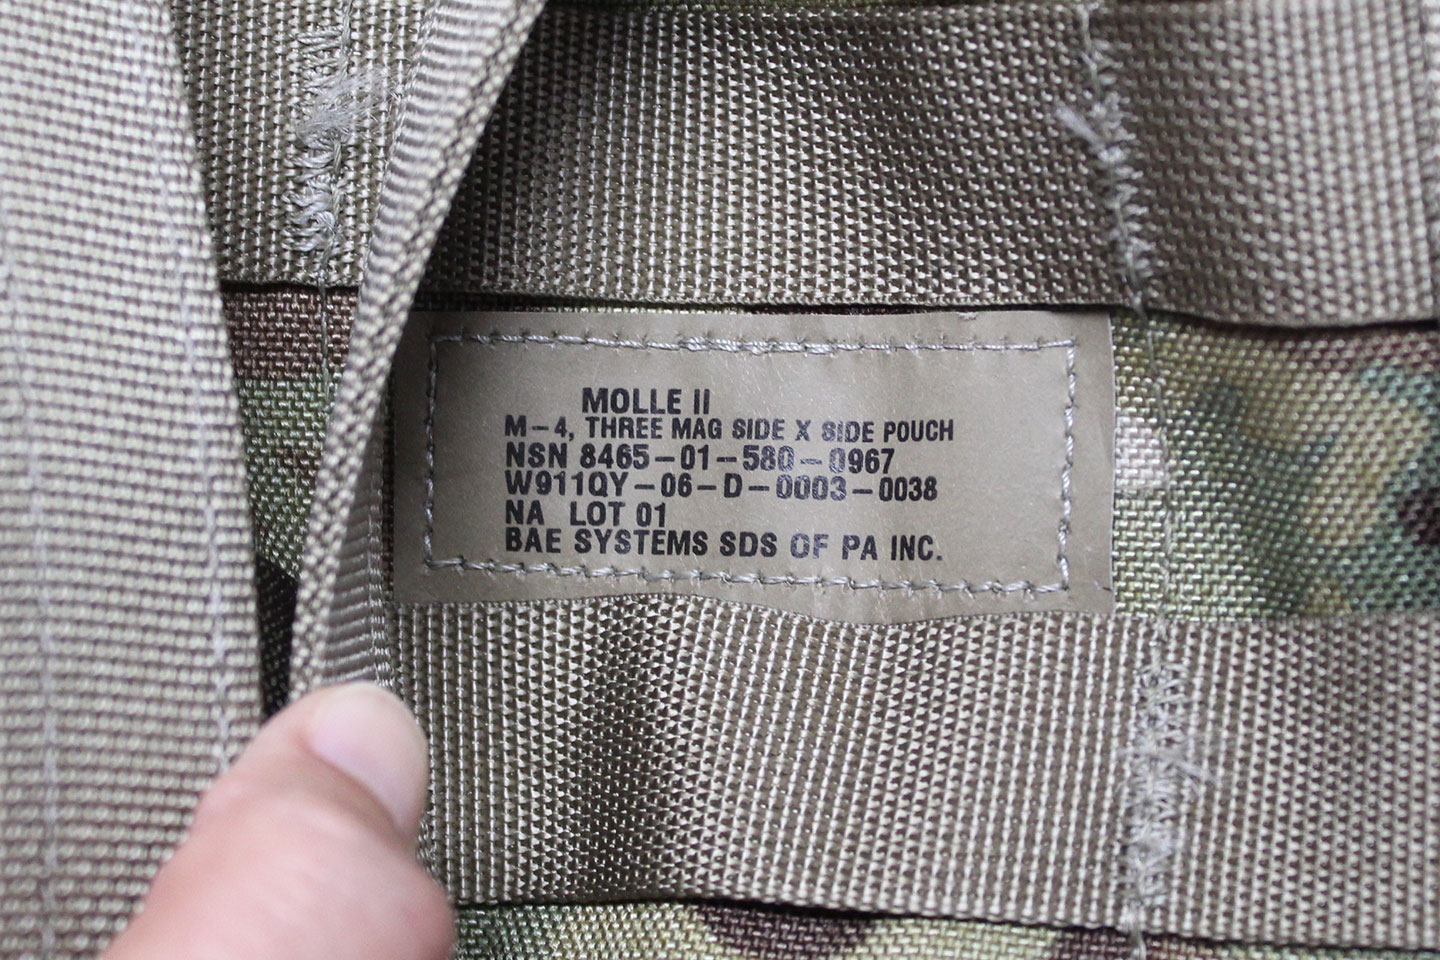 MOLLE II
M-4, THREE MAG SIDE X SIDE POUCH
NSN 8465-01-580-0967
W911QY-06-D-0003-0038
NA LOT 01
BAE SYSTEMS SDS OF PA INC.